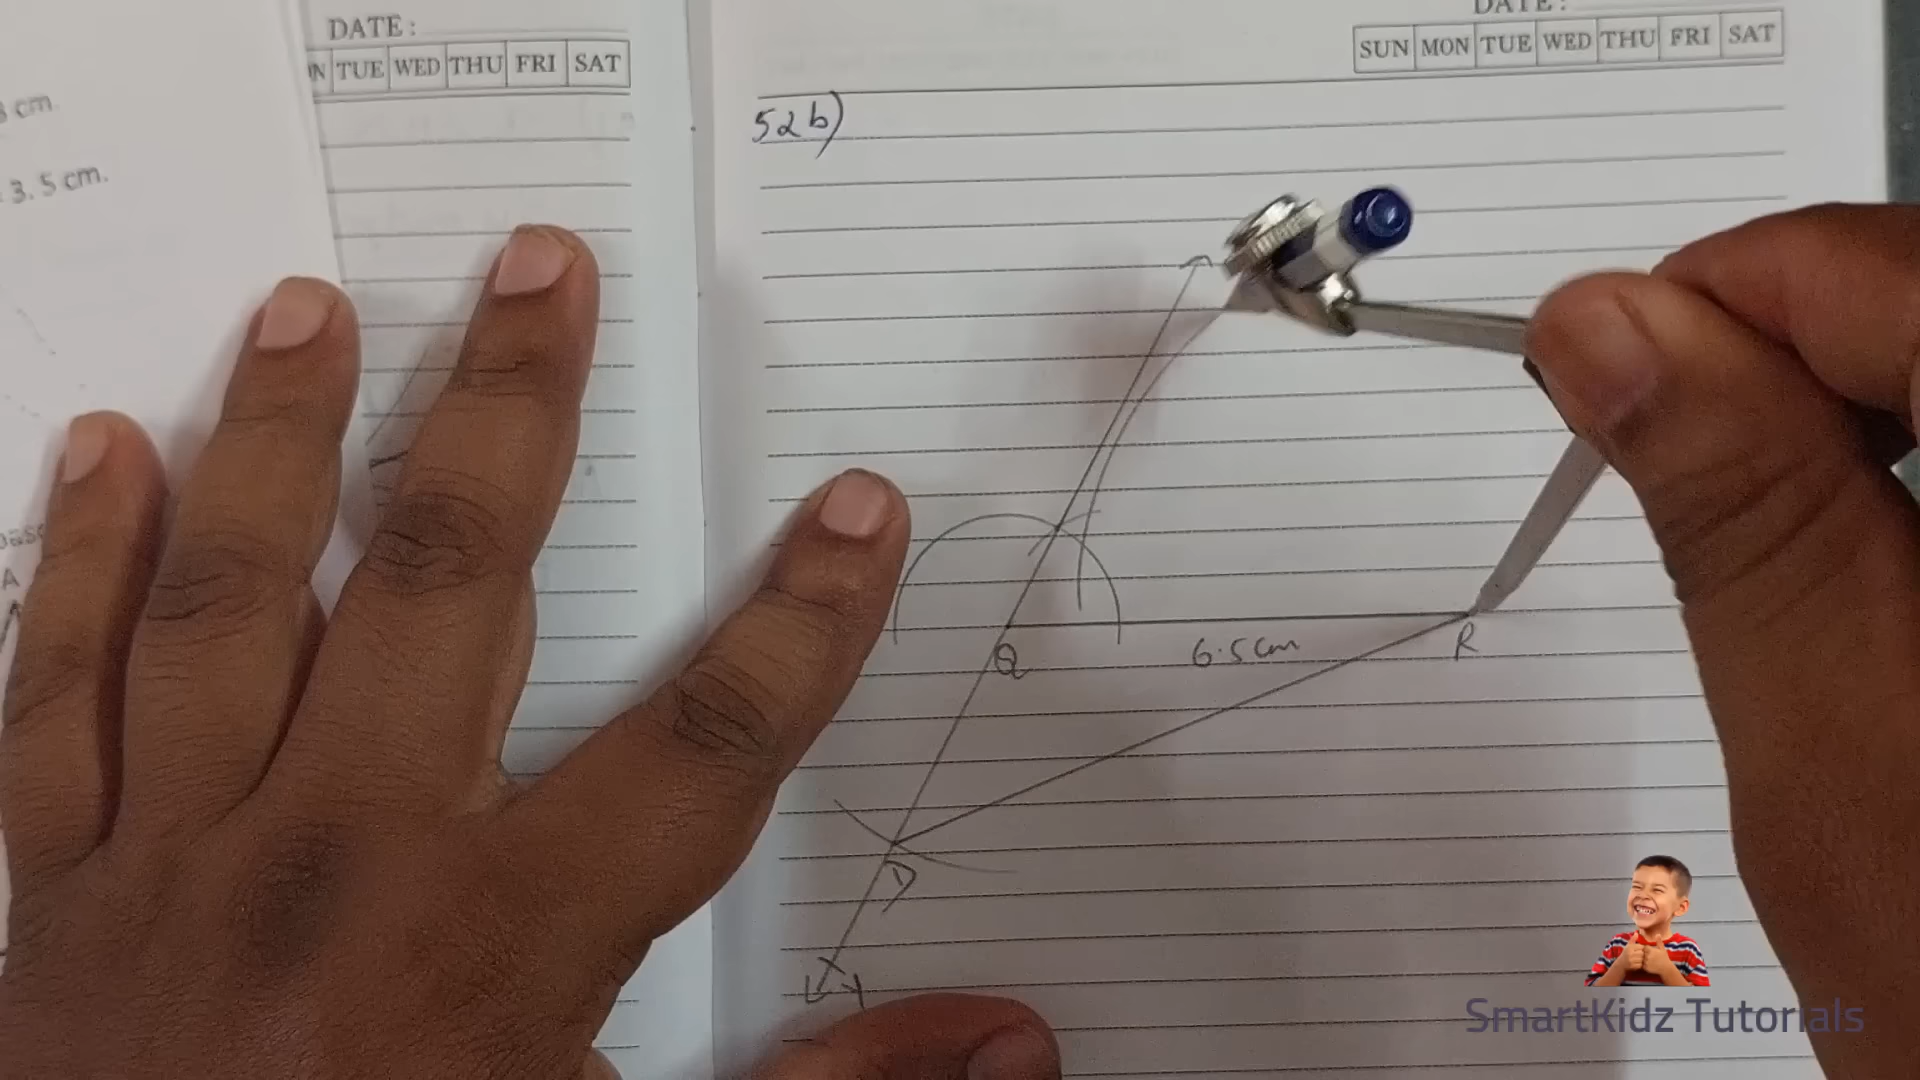 DATE :
TUE WED THU FRI SAT
DATE :
SUN MON TUE WED THU FRI SAT
cm.
3.5 cm.
52b)
Q
6.5cm
R
D
A
SmartKidz Tutorials